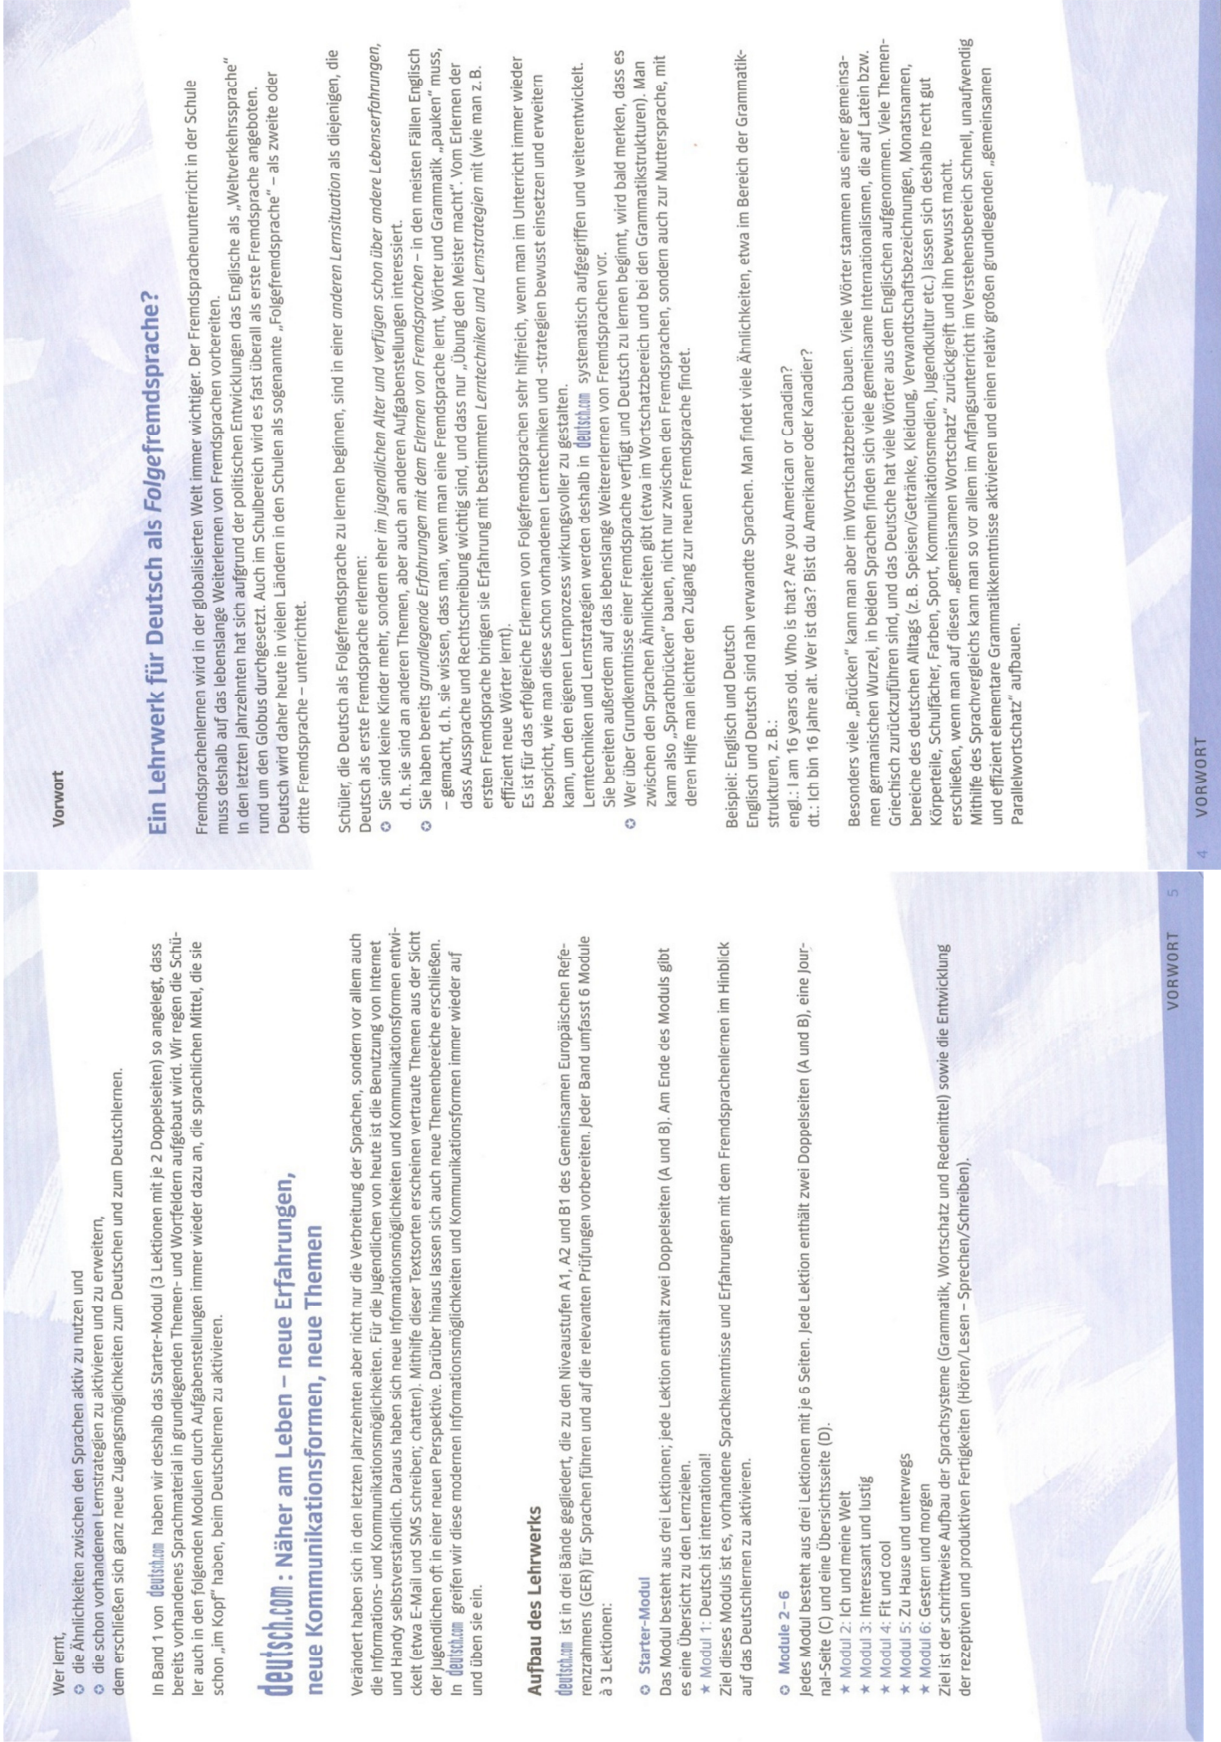 Vorwort
Ein Lehrwerk für Deutsch als Folgefremdsprache?
Fremdsprachenlernen wird in der globalisierten Welt immer wichtiger. Der Fremdsprachenunterricht in der Schule
muss deshalb auf das lebenslange Weiterlernen von Fremdsprachen vorbereiten.
In den letzten Jahrzehnten hat sich aufgrund der politischen Entwicklungen das Englische als „Weltverkehrssprache“
rund um den Globus durchgesetzt. Auch im Schulbereich wird es fast überall als erste Fremdsprache angeboten.
Deutsch wird daher heute in vielen Ländern in den Schulen als sogenannte „Folgefremdsprache“ – als zweite oder
dritte Fremdsprache – unterrichtet.
Schüler, die Deutsch als Folgefremdsprache zu lernen beginnen, sind in einer anderen Lernsituation als diejenigen, die
Deutsch als erste Fremdsprache erlernen:
✪ Sie sind keine Kinder mehr, sondern eher im jugendlichen Alter und verfügen schon über andere Lebenserfahrungen,
d. h. sie sind an anderen Themen, aber auch an anderen Aufgabenstellungen interessiert.
✪ Sie haben bereits grundlegende Erfahrungen mit dem Erlernen von Fremdsprachen – in den meisten Fällen Englisch
– gemacht, d. h. sie wissen, dass man, wenn man eine Fremdsprache lernt, Wörter und Grammatik „pauken“ muss,
dass Aussprache und Rechtschreibung wichtig sind, und dass nur „Übung den Meister macht“. Vom Erlernen der
ersten Fremdsprache bringen sie Erfahrung mit bestimmten Lerntechniken und Lernstrategien mit (wie man z. B.
effizient neue Wörter lernt).
Es ist für das erfolgreiche Erlernen von Folgefremdsprachen sehr hilfreich, wenn man im Unterricht immer wieder
bespricht, wie man diese schon vorhandenen Lerntechniken und -strategien bewusst einsetzen und erweitern
kann, um den eigenen Lernprozess wirkungsvoller zu gestalten.
Lerntechniken und Lernstrategien werden deshalb in deutsch.com systematisch aufgegriffen und weiterentwickelt.
Sie bereiten außerdem auf das lebenslange Weiterlernen von Fremdsprachen vor.
✪ Wer über Grundkenntnisse einer Fremdsprache verfügt und Deutsch zu lernen beginnt, wird bald merken, dass es
zwischen den Sprachen Ähnlichkeiten gibt (etwa im Wortschatzbereich und bei den Grammatikstrukturen). Man
kann also „Sprachbrücken“ bauen, nicht nur zwischen den Fremdsprachen, sondern auch zur Muttersprache, mit
deren Hilfe man leichter den Zugang zur neuen Fremdsprache findet.
Beispiel: Englisch und Deutsch
Englisch und Deutsch sind nah verwandte Sprachen. Man findet viele Ähnlichkeiten, etwa im Bereich der Grammatik-
strukturen, z. B.:
engl.: I am 16 years old. Who is that? Are you American or Canadian?
dt.: Ich bin 16 Jahre alt. Wer ist das? Bist du Amerikaner oder Kanadier?
Besonders viele „Brücken“ kann man aber im Wortschatzbereich bauen. Viele Wörter stammen aus einer gemeinsa-
men germanischen Wurzel, in beiden Sprachen finden sich viele gemeinsame Internationalismen, die auf Latein bzw.
Griechisch zurückzuführen sind, und das Deutsche hat viele Wörter aus dem Englischen aufgenommen. Viele Themen-
bereiche des deutschen Alltags (z. B. Speisen/Getränke, Kleidung, Verwandtschaftsbezeichnungen, Monatsnamen,
Körperteile, Schulfächer, Farben, Sport, Kommunikationsmedien, Jugendkultur etc.) lassen sich deshalb recht gut
erschließen, wenn man auf diesen „gemeinsamen Wortschatz“ zurückgreift und ihn bewusst macht.
Mithilfe des Sprachvergleichs kann man so vor allem im Anfangsunterricht im Verstehensbereich schnell, unaufwendig
und effizient elementare Grammatikkenntnisse aktivieren und einen relativ großen grundlegenden „gemeinsamen
Parallelwortschatz“ aufbauen.
4 VORWORT
Wer lernt,
✪ die Ähnlichkeiten zwischen den Sprachen aktiv zu nutzen und
✪ die schon vorhandenen Lernstrategien zu aktivieren und zu erweitern,
dem erschließen sich ganz neue Zugangsmöglichkeiten zum Deutschen und zum Deutschlernen.
In Band 1 von deutsch.com haben wir deshalb das Starter-Modul (3 Lektionen mit je 2 Doppelseiten) so angelegt, dass
bereits vorhandenes Sprachmaterial in grundlegenden Themen- und Wortfeldern aufgebaut wird. Wir regen die Schü-
ler auch in den folgenden Modulen durch Aufgabenstellungen immer wieder dazu an, die sprachlichen Mittel, die sie
schon „im Kopf“ haben, beim Deutschlernen zu aktivieren.
deutsch.com : Näher am Leben – neue Erfahrungen,
neue Kommunikationsformen, neue Themen
Verändert haben sich in den letzten Jahrzehnten aber nicht nur die Verbreitung der Sprachen, sondern vor allem auch
die Informations- und Kommunikationsmöglichkeiten. Für die Jugendlichen von heute ist die Benutzung von Internet
und Handy selbstverständlich. Daraus haben sich neue Informationsmöglichkeiten und Kommunikationsformen entwi-
ckelt (etwa E-Mail und SMS schreiben; chatten). Mithilfe dieser Textsorten erscheinen vertraute Themen aus der Sicht
der Jugendlichen oft in einer neuen Perspektive. Darüber hinaus lassen sich auch neue Themenbereiche erschließen.
In deutsch.com greifen wir diese modernen Informationsmöglichkeiten und Kommunikationsformen immer wieder auf
und üben sie ein.
Aufbau des Lehrwerks
deutsch.com ist in drei Bände gegliedert, die zu den Niveaustufen A1, A2 und B1 des Gemeinsamen Europäischen Refe-
renzrahmens (GER) für Sprachen führen und auf die relevanten Prüfungen vorbereiten. Jeder Band umfasst 6 Module
à 3 Lektionen:
✪ Starter-Modul
Das Modul besteht aus drei Lektionen; jede Lektion enthält zwei Doppelseiten (A und B). Am Ende des Moduls gibt
es eine Übersicht zu den Lernzielen.
★ Modul 1: Deutsch ist international!
Ziel dieses Moduls ist es, vorhandene Sprachkenntnisse und Erfahrungen mit dem Fremdsprachenlernen im Hinblick
auf das Deutschlernen zu aktivieren.
✪ Module 2–6
Jedes Modul besteht aus drei Lektionen mit je 6 Seiten. Jede Lektion enthält zwei Doppelseiten (A und B), eine Jour-
nal-Seite (C) und eine Übersichtsseite (D).
★ Modul 2: Ich und meine Welt
★ Modul 3: Interessant und lustig
★ Modul 4: Fit und cool
★ Modul 5: Zu Hause und unterwegs
★ Modul 6: Gestern und morgen
Ziel ist der schrittweise Aufbau der Sprachsysteme (Grammatik, Wortschatz und Redemittel) sowie die Entwicklung
der rezeptiven und produktiven Fertigkeiten (Hören/Lesen – Sprechen/Schreiben).
VORWORT 5